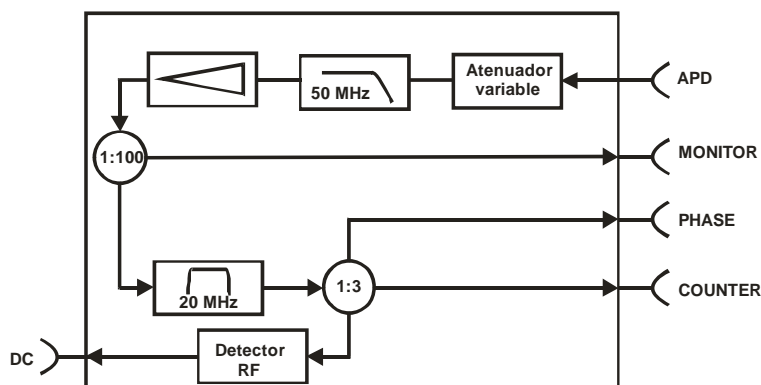 Atenuador
variable
50 MHz
APD
1:100
MONITOR
PHASE
20 MHz
1:3
COUNTER
Detector
RF
DC